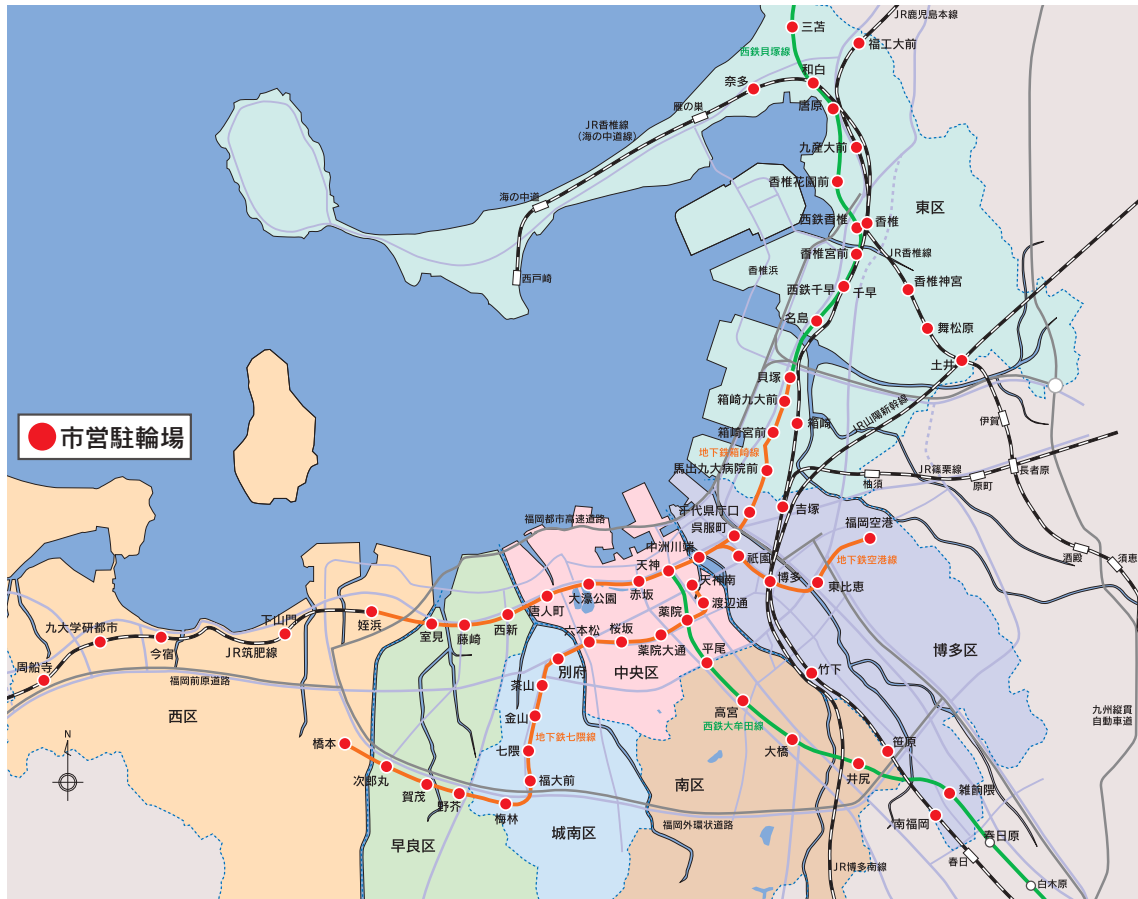 JR鹿児島本線
三苫
福工大前
西鉄貝塚線
和白
奈多
唐原
雁の巣
JR香椎線
(海の中道線)
九産大前
香椎花園前
海の中道
東区
西鉄香椎
香椎
香椎宮前
JR香椎線
香椎浜
西戸崎
香椎神宮
西鉄千早
千早
名島
舞松原
土井
貝塚
箱崎九大前
市営駐輪場
箱崎宮前
箱崎
JR山陽新幹線
伊賀
地下鉄箱崎線
馬出九大病院前
JR篠栗線
長者原
柚須
原町
千代県庁口
吉塚
福岡都市高速道路
呉服町
福岡空港
中洲川端
祇園
地下鉄空港線
酒殿
須恵
天神
天神南
博多
東比恵
大濠公園
赤坂
渡辺通
唐人町
薬院
下山門
姪浜
九大学研都市
今宿
室見
藤崎
西新
六本松
桜坂
薬院大通
平尾
JR筑肥線
周船寺
別府
中央区
博多区
福岡前原道路
茶山
竹下
西区
金山
高宮
九州縦貫
自動車道
西鉄大牟田線
地下鉄七隈線
N
橋本
七隈
大橋
笹原
次郎丸
福大前
井尻
南区
賀茂
野芥
雑餉隈
梅林
福岡外環状道路
南福岡
城南区
早良区
春日原
春日
JR博多南線
白木原